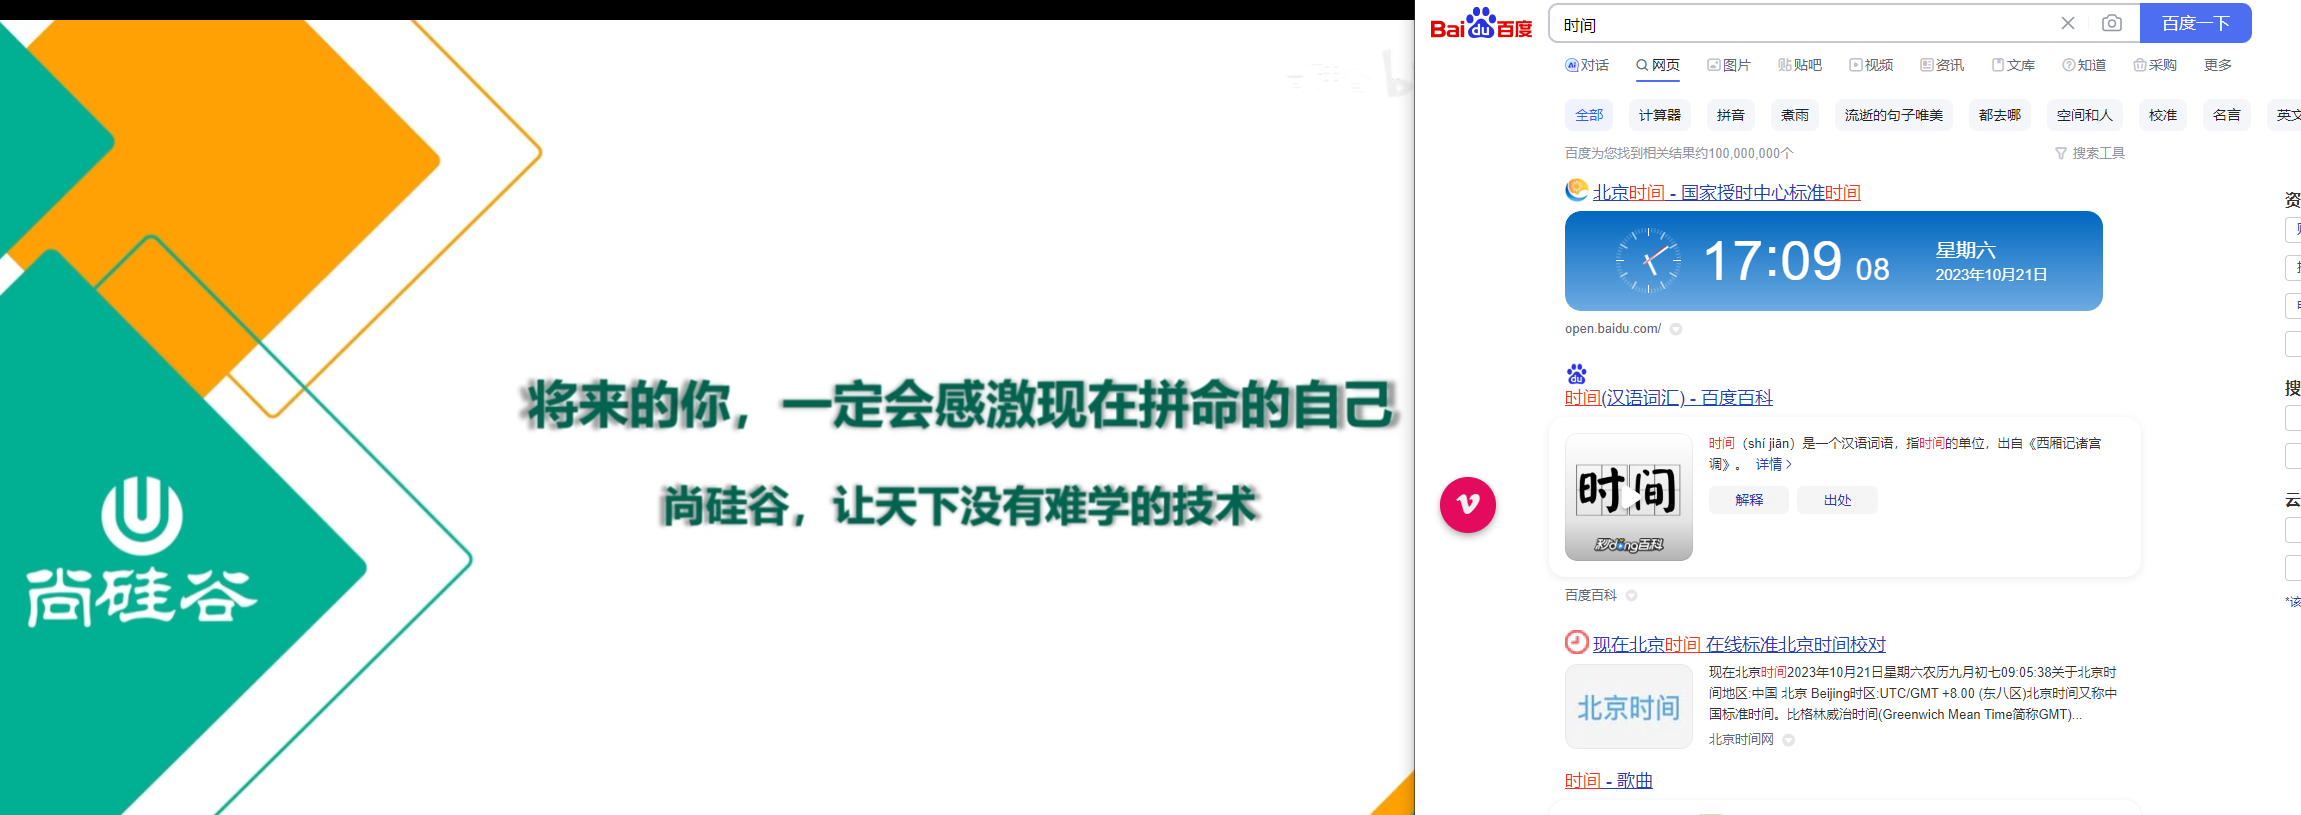 将来的你，一定会感激现在拼命的自己
尚硅谷，让天下没有难学的技术
尚硅谷
Bai du 百度
时间
百度一下
对话 网页 图片 贴吧 视频 资讯 文库 知道 采购 更多
全部 计算器 拼音 煮雨 流逝的句子唯美 都去哪 空间和人 校准 名言 英文
百度为您找到相关结果约100,000,000个
搜索工具
北京时间 - 国家授时中心标准时间
17:09 08
星期六
2023年10月21日
open.baidu.com/
du
时间(汉语词汇) - 百度百科
时间（shí jiān）是一个汉语词语，指时间的单位，出自《西厢记诸宫
调》。 详情
解释 出处
时间
秒dong百科
百度百科
现在北京时间 在线标准北京时间校对
北京时间
现在北京时间2023年10月21日星期六农历九月初七09:05:38关于北京时
间地区:中国 北京 Beijing时区:UTC/GMT +8.00 (东八区)北京时间又称中
国标准时间。比格林威治时间(Greenwich Mean Time简称GMT)...
北京时间网
时间 - 歌曲
资
搜
云
*该